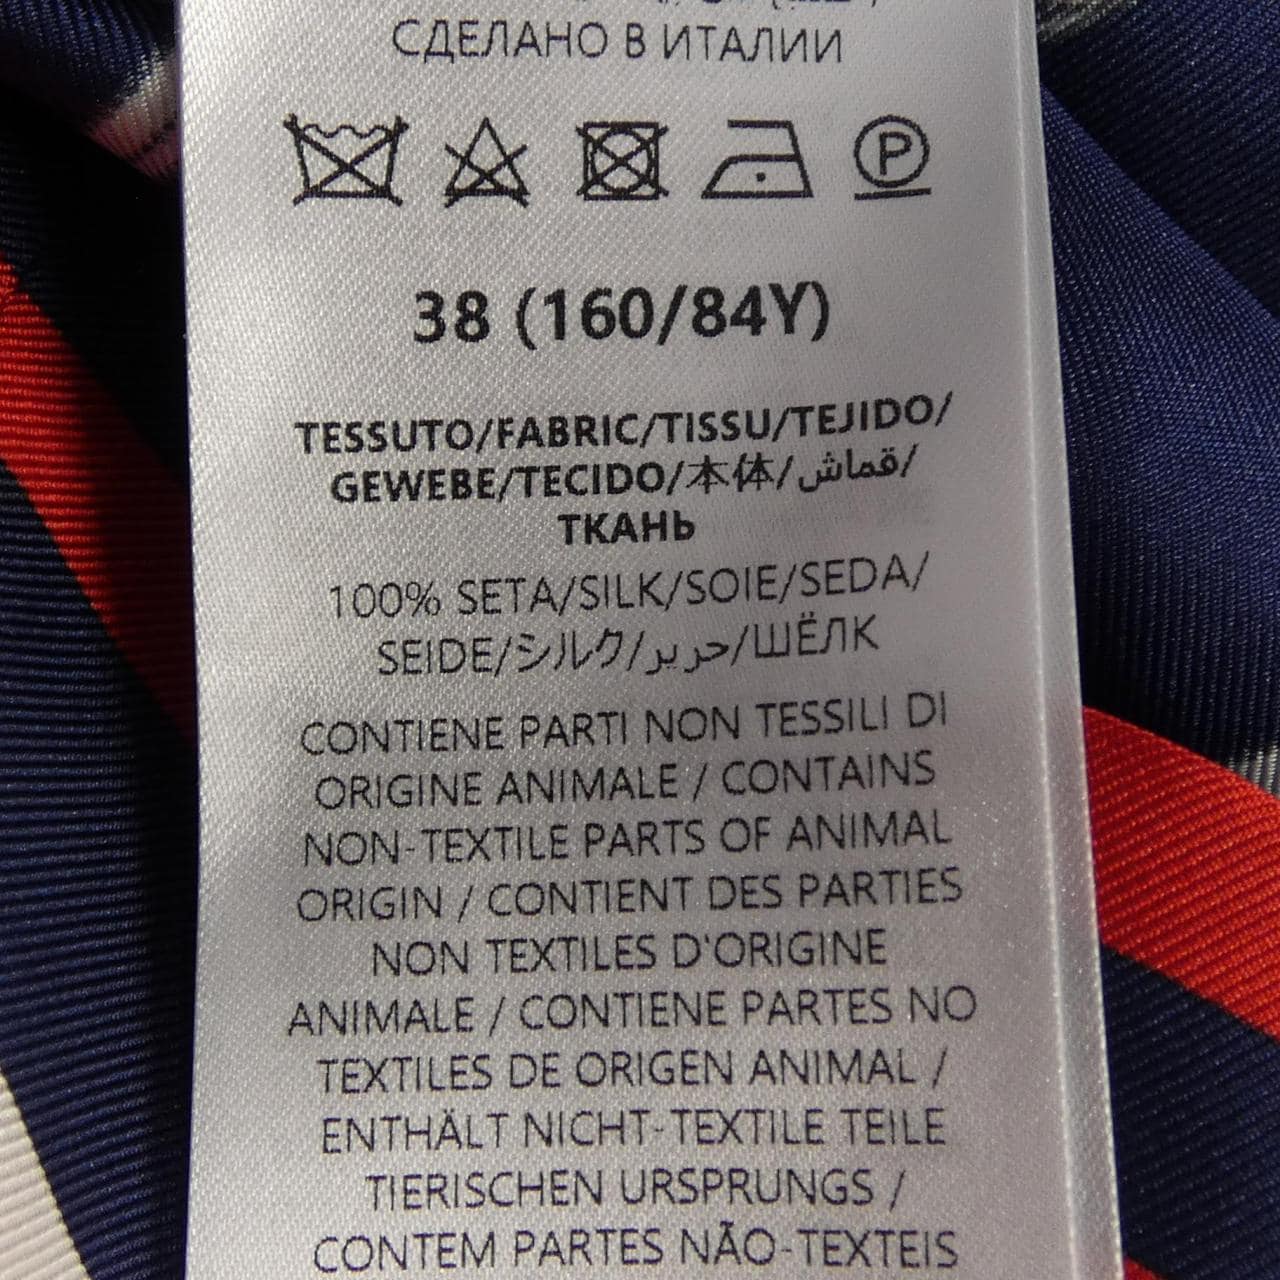 СДЕЛАНО В ИТАЛИИ
P
38 (160/84Y)
TESSUTO/FABRIC/TISSU/TEJIDO/
GEWEBE/TECIDO/本体/قماش/
ТКАНЬ
100% SETA/SILK/SOIE/SEDA/
SEIDE/シルク/حرير/ШЁЛК
CONTIENE PARTI NON TESSILI DI
ORIGINE ANIMALE / CONTAINS
NON-TEXTILE PARTS OF ANIMAL
ORIGIN / CONTIENT DES PARTIES
NON TEXTILES D'ORIGINE
ANIMALE / CONTIENE PARTES NO
TEXTILES DE ORIGEN ANIMAL /
ENTHÄLT NICHT-TEXTILE TEILE
TIERISCHEN URSPRUNGS /
CONTEM PARTES NÃO-TEXTEIS